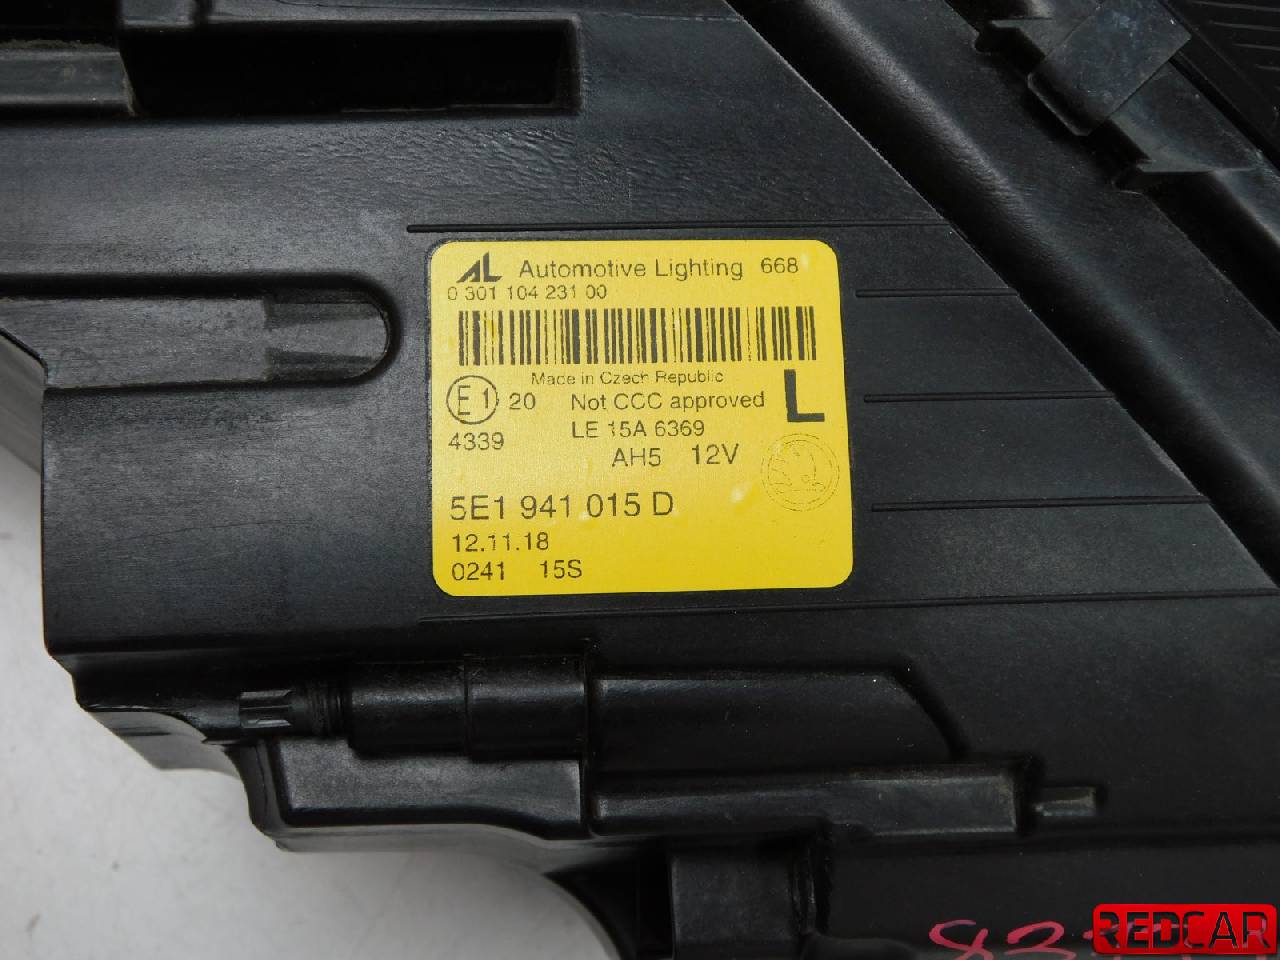 AL Automotive Lighting 668
0 301 104 231 00
Made in Czech Republic
E1 20 Not CCC approved L
4339 LE 15A 6369
AH5 12V
5E1 941 015 D
12.11.18
0241 15S
REDCAR